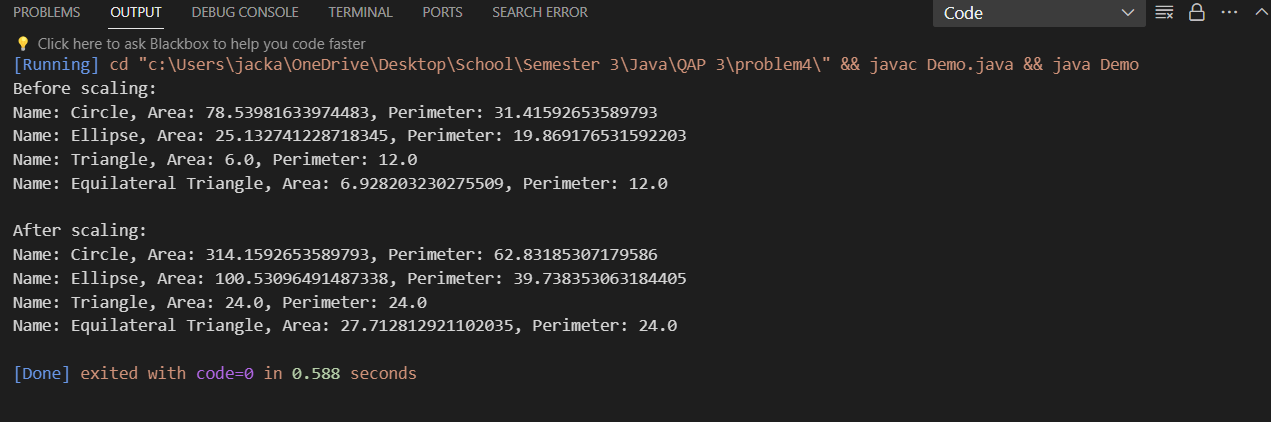 PROBLEMS OUTPUT DEBUG CONSOLE TERMINAL PORTS SEARCH ERROR Code
Click here to ask Blackbox to help you code faster
[Running] cd "c:\Users\jacka\OneDrive\Desktop\School\Semester 3\Java\QAP 3\problem4\" && javac Demo.java && java Demo
Before scaling:
Name: Circle, Area: 78.53981633974483, Perimeter: 31.41592653589793
Name: Ellipse, Area: 25.132741228718345, Perimeter: 19.869176531592203
Name: Triangle, Area: 6.0, Perimeter: 12.0
Name: Equilateral Triangle, Area: 6.928203230275509, Perimeter: 12.0
After scaling:
Name: Circle, Area: 314.1592653589793, Perimeter: 62.83185307179586
Name: Ellipse, Area: 100.53096491487338, Perimeter: 39.738353063184405
Name: Triangle, Area: 24.0, Perimeter: 24.0
Name: Equilateral Triangle, Area: 27.712812921102035, Perimeter: 24.0
[Done] exited with code=0 in 0.588 seconds